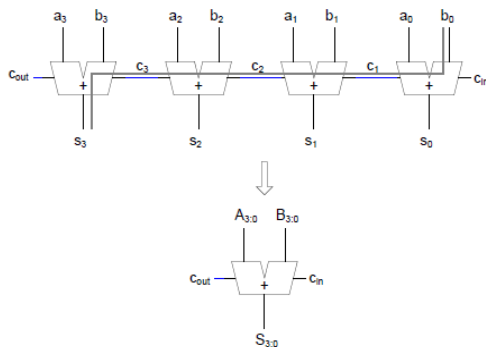 a3 b3 a2 b2 a1 b1 a0 b0
cout c3 c2 c1 cin
+ + + +
s3 s2 s1 s0
A3:0 B3:0
cout cin
+
S3:0